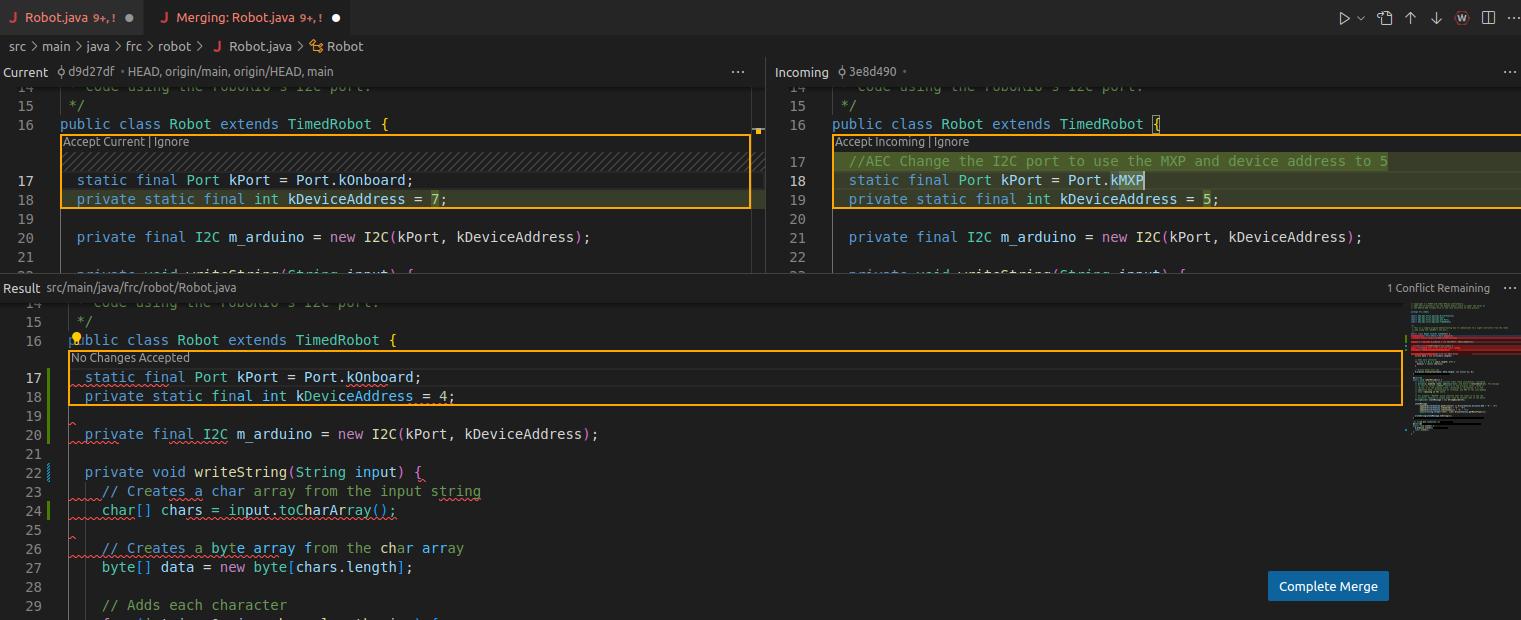 Robot.java 9+, !
Merging: Robot.java 9+, !
src > main > java > frc > robot > Robot.java > Robot
Current d9d27df • HEAD, origin/main, origin/HEAD, main
14 * Code using the roboRIO's I2C port.
15 */
16 public class Robot extends TimedRobot {
Accept Current | Ignore
17 static final Port kPort = Port.kOnboard;
18 private static final int kDeviceAddress = 7;
19
20 private final I2C m_arduino = new I2C(kPort, kDeviceAddress);
21
22 private void writeString(String input) {
Incoming 3e8d490 •
14 * Code using the roboRIO's I2C port.
15 */
16 public class Robot extends TimedRobot {
Accept Incoming | Ignore
17 //AEC Change the I2C port to use the MXP and device address to 5
18 static final Port kPort = Port.kMXP
19 private static final int kDeviceAddress = 5;
20
21 private final I2C m_arduino = new I2C(kPort, kDeviceAddress);
22
23 private void writeString(String input) {
Result src/main/java/frc/robot/Robot.java
1 Conflict Remaining
14 * Code using the roboRIO's I2C port.
15 */
16 public class Robot extends TimedRobot {
No Changes Accepted
17 static final Port kPort = Port.kOnboard;
18 private static final int kDeviceAddress = 4;
19
20 private final I2C m_arduino = new I2C(kPort, kDeviceAddress);
21
22 private void writeString(String input) {
23 // Creates a char array from the input string
24 char[] chars = input.toCharArray();
25
26 // Creates a byte array from the char array
27 byte[] data = new byte[chars.length];
28
29 // Adds each character
Complete Merge